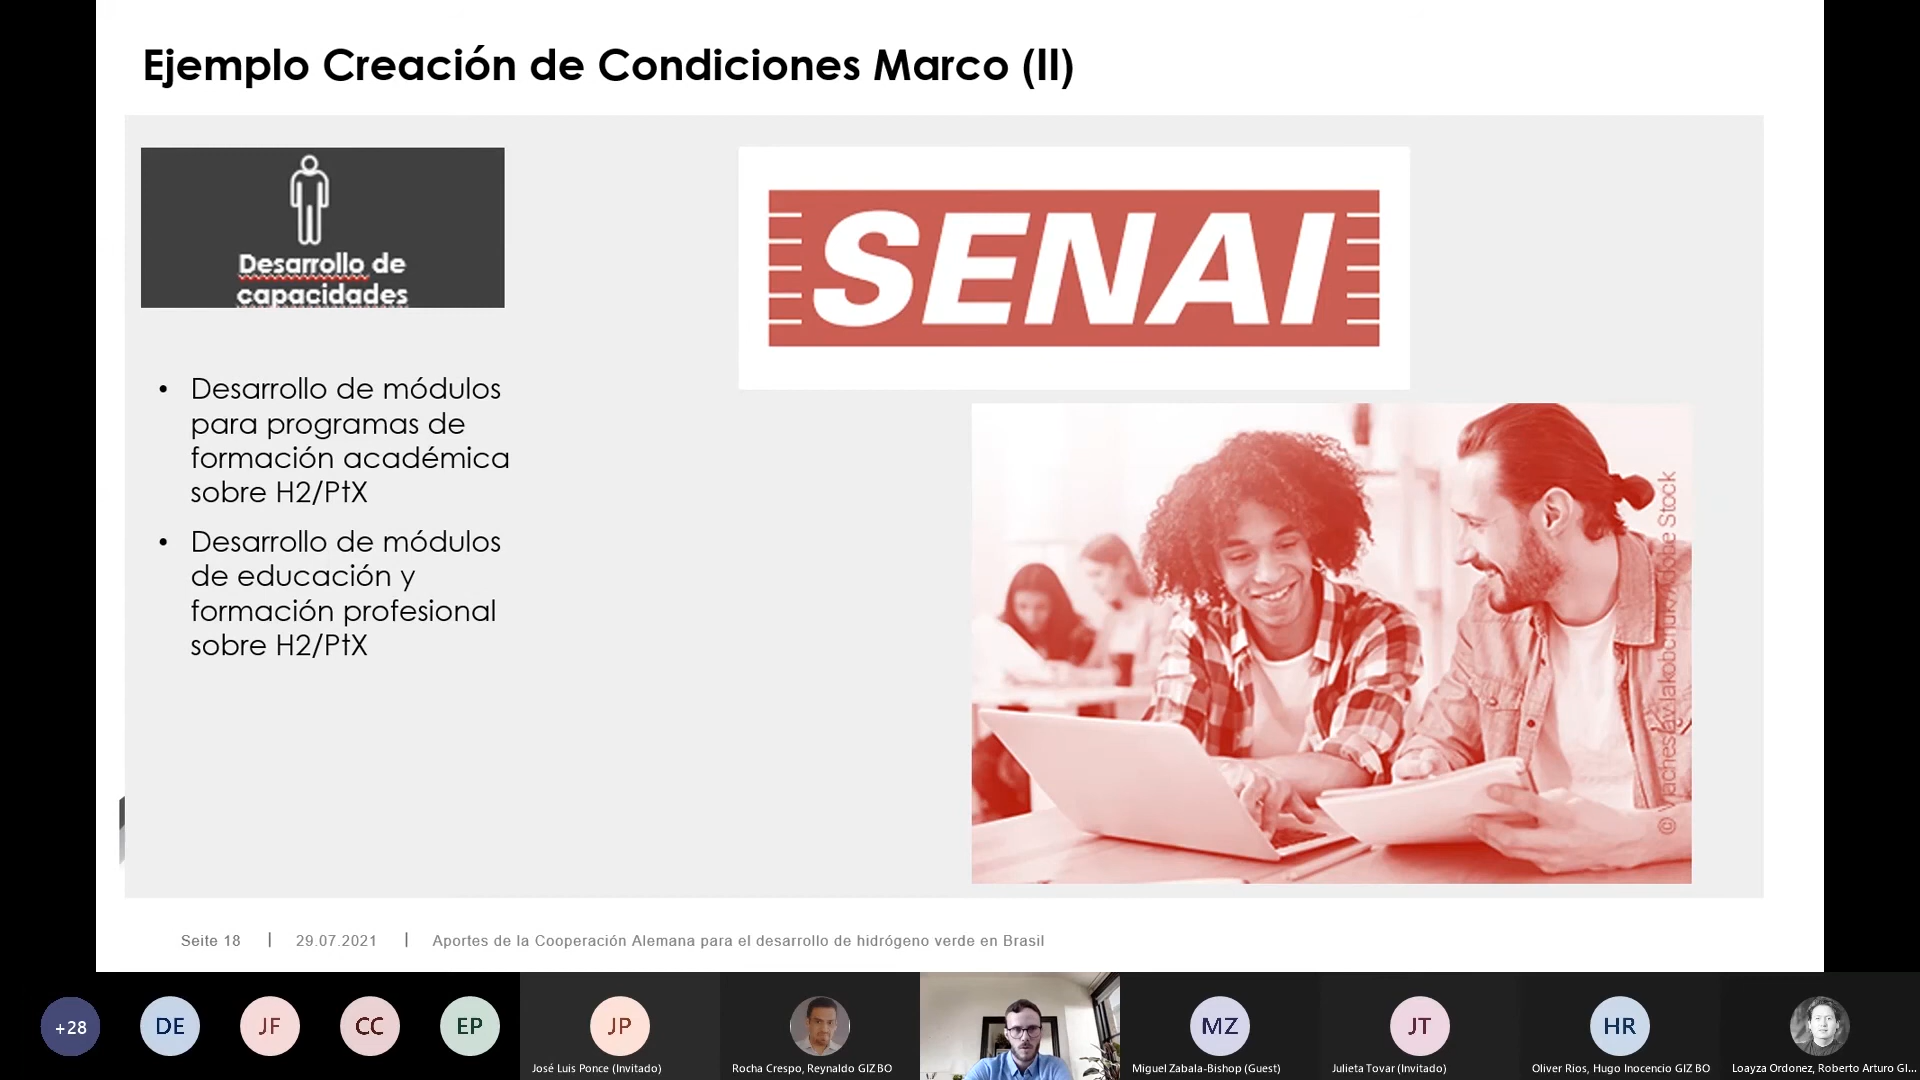 Ejemplo Creación de Condiciones Marco (II)
Desarrollo de
capacidades
SENAI
• Desarrollo de módulos
para programas de
formación académica
sobre H2/PtX
• Desarrollo de módulos
de educación y
formación profesional
sobre H2/PtX
Seite 18 | 29.07.2021 | Aportes de la Cooperación Alemana para el desarrollo de hidrógeno verde en Brasil
+28
DE
JF
CC
EP
JP
José Luis Ponce (Invitado)
Rocha Crespo, Reynaldo GIZ BO
MZ
Miguel Zabala-Bishop (Guest)
JT
Julieta Tovar (Invitado)
HR
Oliver Rios, Hugo Inocencio GIZ BO
Loayza Ordonez, Roberto Arturo GI...